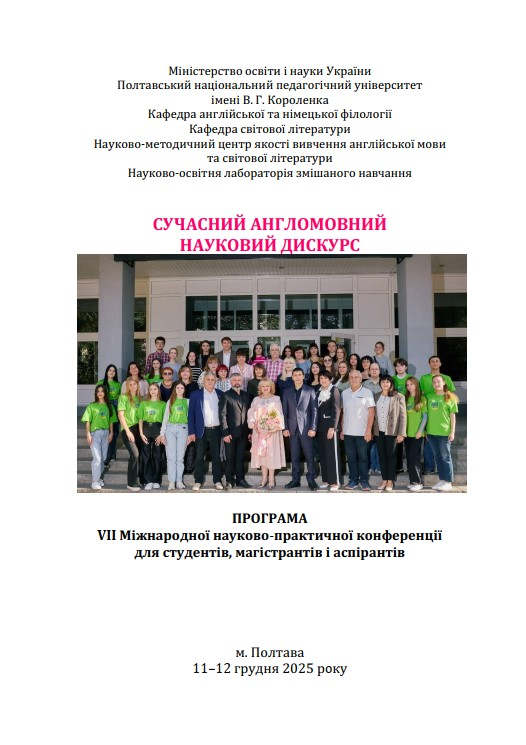 Міністерство освіти і науки України
Полтавський національний педагогічний університет
імені В. Г. Короленка
Кафедра англійської та німецької філології
Кафедра світової літератури
Науково-методичний центр якості вивчення англійської мови
та світової літератури
Науково-освітня лабораторія змішаного навчання
СУЧАСНИЙ АНГЛОМОВНИЙ
НАУКОВИЙ ДИСКУРС
ПРОГРАМА
VII Міжнародної науково-практичної конференції
для студентів, магістрантів і аспірантів
м. Полтава
11–12 грудня 2025 року